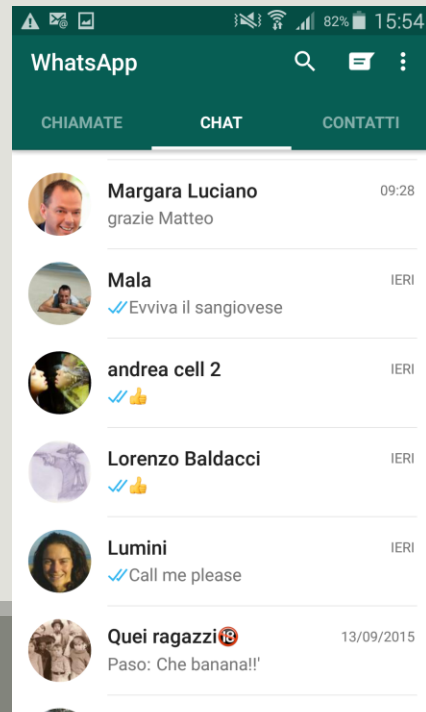 82% 15:54
WhatsApp
CHIAMATE CHAT CONTATTI
Margara Luciano 09:28
grazie Matteo
Mala IERI
Evviva il sangiovese
andrea cell 2 IERI
👍
Lorenzo Baldacci IERI
👍
Lumini IERI
Call me please
Quei ragazzi🔞 13/09/2015
Paso: Che banana!!'